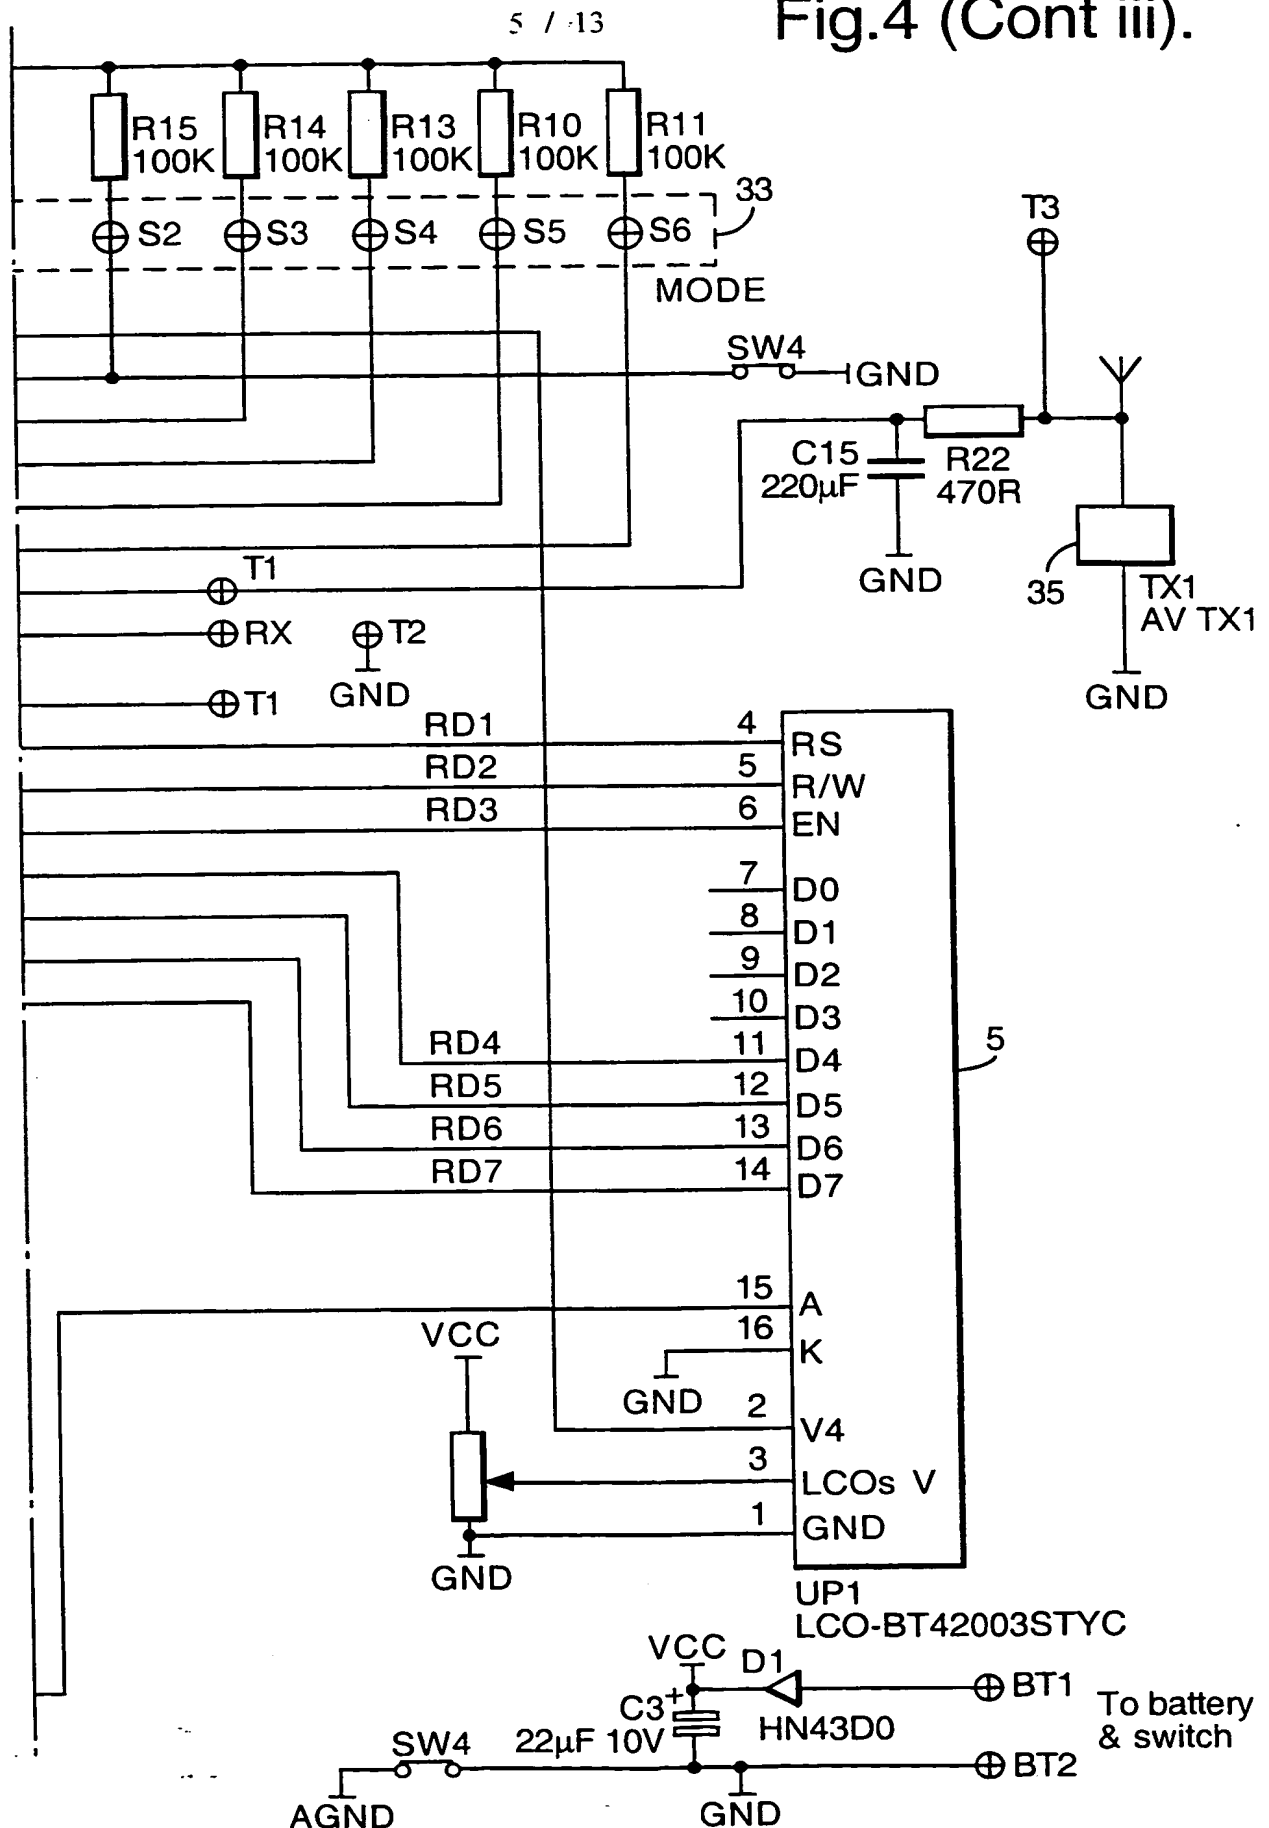 5 / 13
Fig.4 (Cont iii).
R15 R14 R13 R10 R11
100K 100K 100K 100K 100K
33
S2 S3 S4 S5 S6
MODE
T3
SW4
GND
C15 R22
220µF 470R
GND
35
TX1
AV TX1
GND
T1
RX T2
GND
T1
RD1 4 RS
RD2 5 R/W
RD3 6 EN
7 D0
8 D1
9 D2
10 D3
RD4 11 D4
RD5 12 D5
RD6 13 D6
RD7 14 D7
5
15 A
VCC 16 K
GND
2 V4
3 LCOs V
1 GND
GND
UP1
LCO-BT42003STYC
VCC D1
BT1
C3 + HN43D0
22µF 10V
To battery
& switch
SW4
BT2
AGND GND